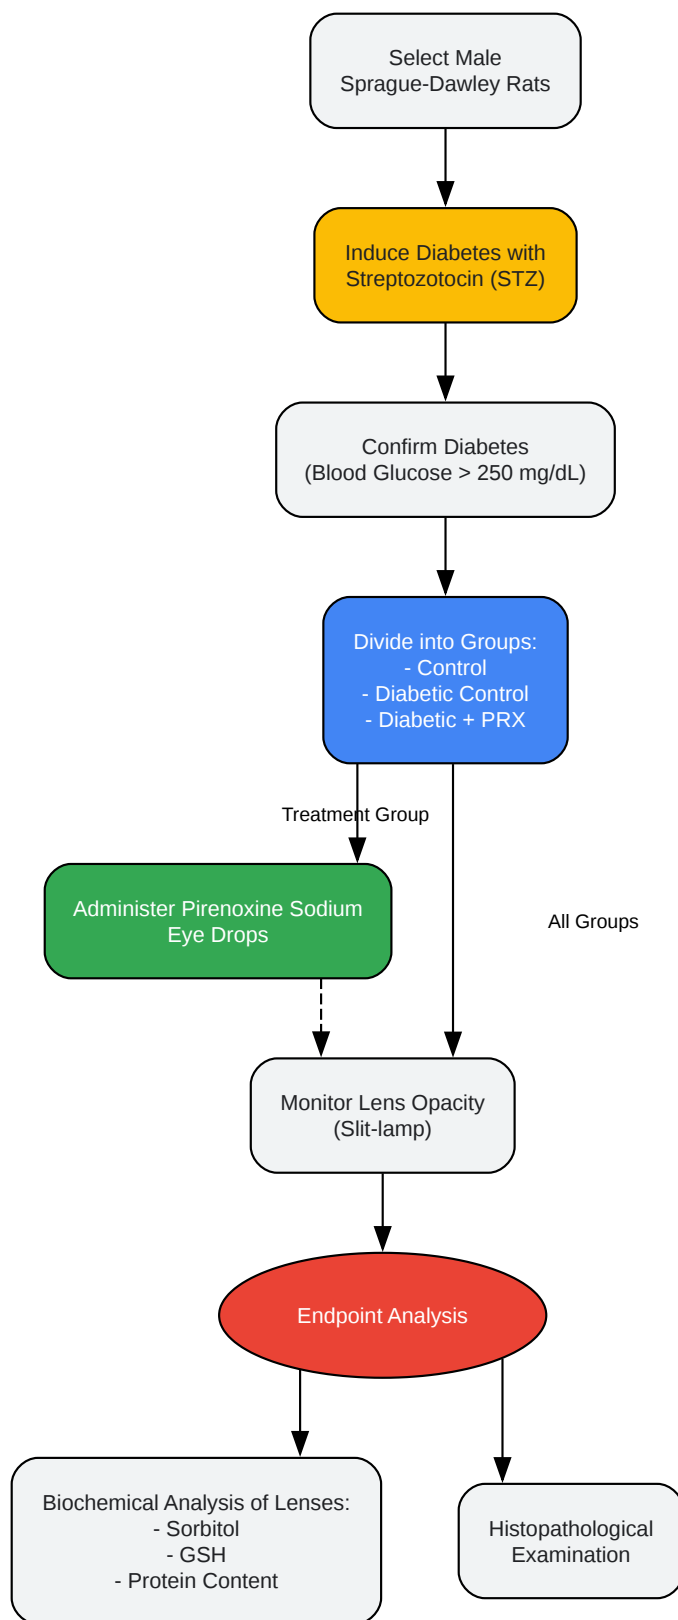 Select Male
Sprague-Dawley Rats
Induce Diabetes with
Streptozotocin (STZ)
Confirm Diabetes
(Blood Glucose > 250 mg/dL)
Divide into Groups:
- Control
- Diabetic Control
- Diabetic + PRX
Treatment Group
Administer Pirenoxine Sodium
Eye Drops
All Groups
Monitor Lens Opacity
(Slit-lamp)
Endpoint Analysis
Biochemical Analysis of Lenses:
- Sorbitol
- GSH
- Protein Content
Histopathological
Examination